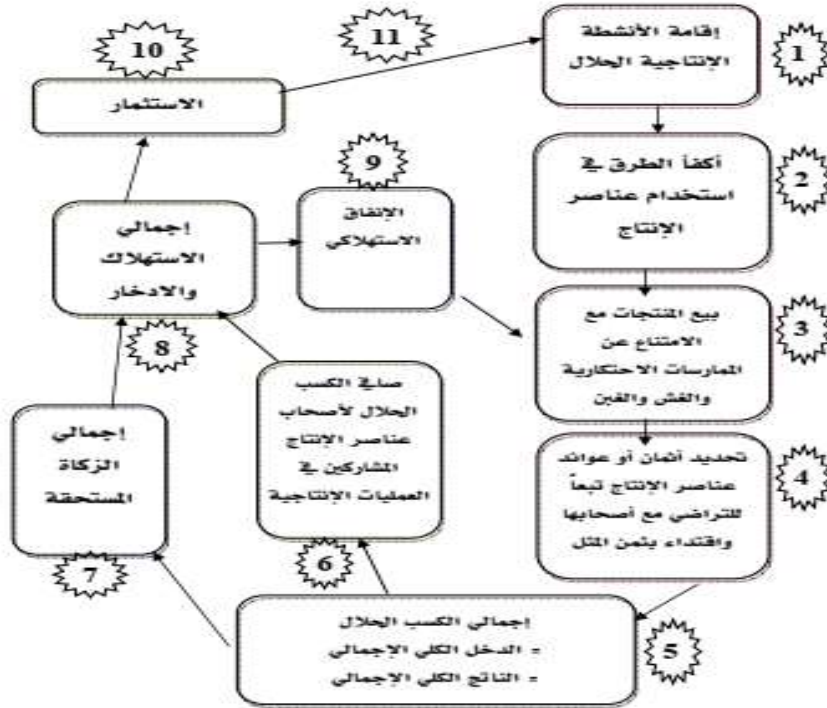 10
11
إقامة الأنشطة
الإنتاجية الحلال
1
الاستثمار
أكفأ الطرق في
استخدام عناصر
الإنتاج
2
9
الإنفاق
الاستهلاكي
إجمالي
الاستهلاك
والادخار
8
بيع المنتجات مع
الامتناع عن
الممارسات الاحتكارية
والغش والغبن
3
صافي الكسب
الحلال لأصحاب
عناصر الإنتاج
المشاركين في
العمليات الإنتاجية
6
إجمالي
الزكاة
المستحقة
7
تحديد أثمان أو عوائد
عناصر الإنتاج تبعاً
للتراضي مع أصحابها
واقتداء بثمن المثل
4
إجمالي الكسب الحلال
= الدخل الكلي الإجمالي
= الناتج الكلي الإجمالي
5